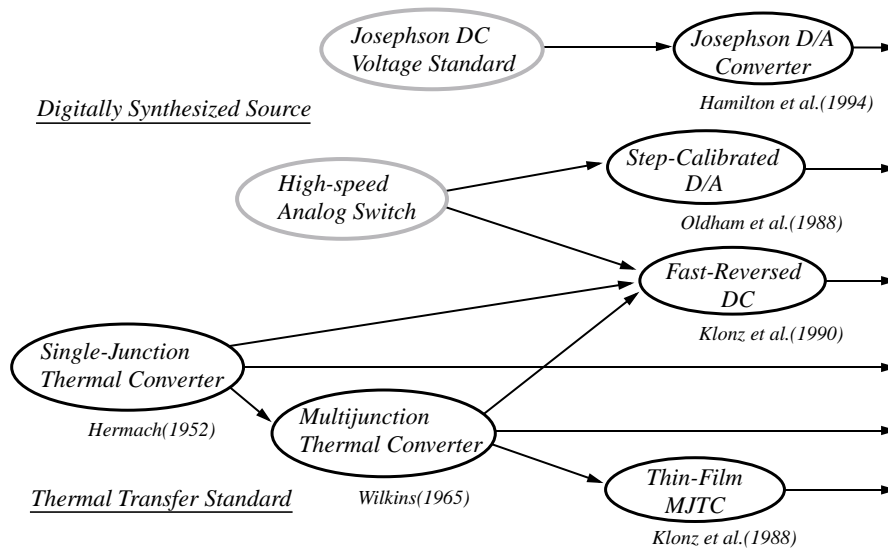 Josephson DC
Voltage Standard
Josephson D/A
Converter
Hamilton et al.(1994)
Digitally Synthesized Source
High-speed
Analog Switch
Step-Calibrated
D/A
Oldham et al.(1988)
Fast-Reversed
DC
Klonz et al.(1990)
Single-Junction
Thermal Converter
Hermach(1952)
Multijunction
Thermal Converter
Wilkins(1965)
Thin-Film
MJTC
Klonz et al.(1988)
Thermal Transfer Standard